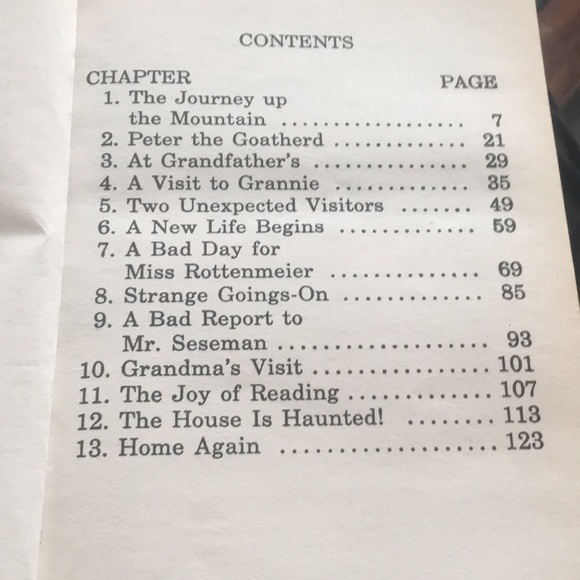 CONTENTS
CHAPTER PAGE
1. The Journey up
the Mountain .................. 7
2. Peter the Goatherd ............. 21
3. At Grandfather's ............... 29
4. A Visit to Grannie ............. 35
5. Two Unexpected Visitors ....... 49
6. A New Life Begins ............. 59
7. A Bad Day for
Miss Rottenmeier .............. 69
8. Strange Goings-On ............. 85
9. A Bad Report to
Mr. Seseman .................. 93
10. Grandma's Visit ................ 101
11. The Joy of Reading ............. 107
12. The House Is Haunted! ........ 113
13. Home Again ................... 123